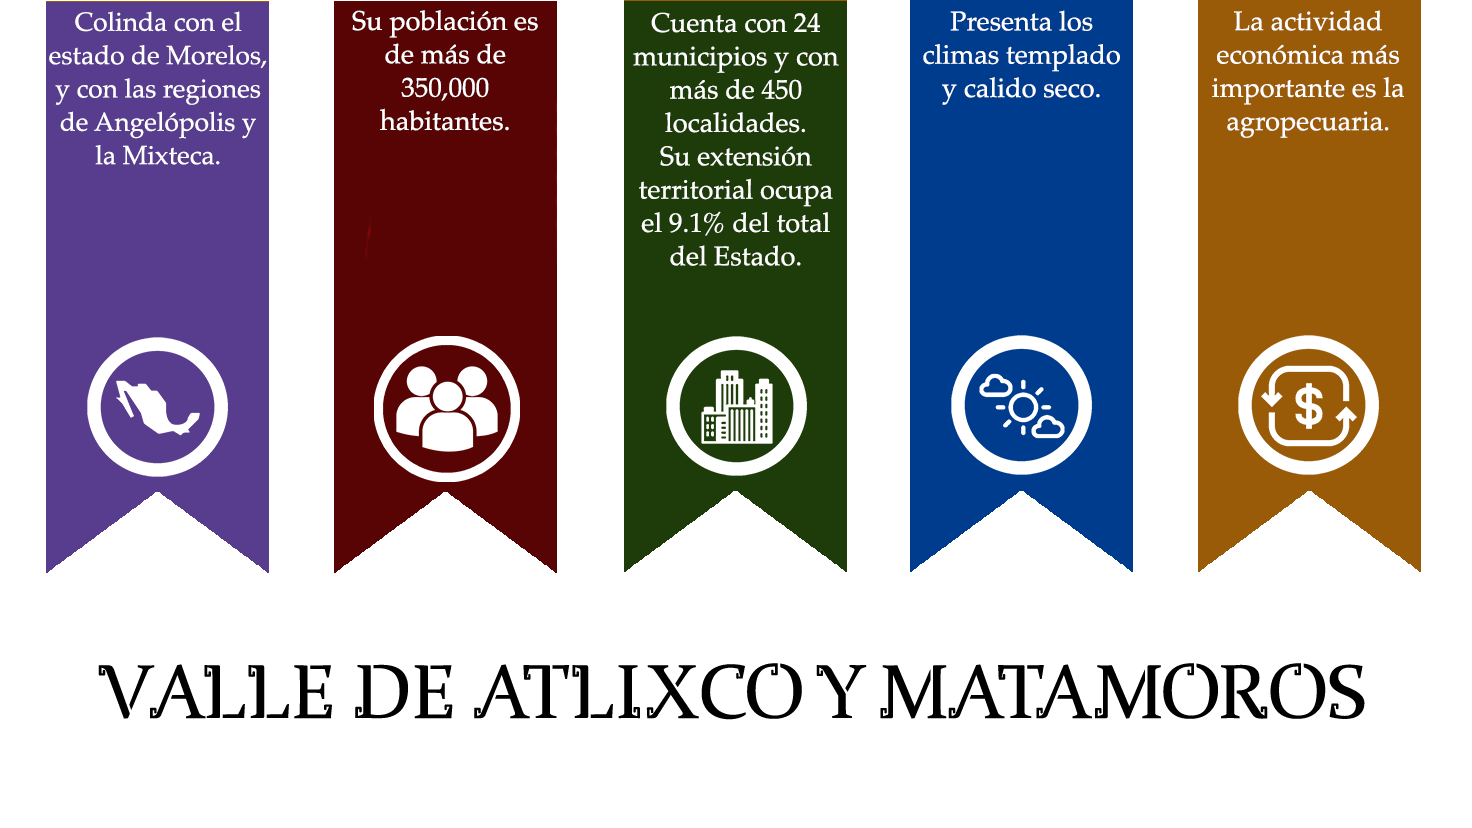 Colinda con el
estado de Morelos,
y con las regiones
de Angelópolis y
la Mixteca.
Su población es
de más de
350,000
habitantes.
Cuenta con 24
municipios y con
más de 450
localidades.
Su extensión
territorial ocupa
el 9.1% del total
del Estado.
Presenta los
climas templado
y calido seco.
La actividad
económica más
importante es la
agropecuaria.
$
VALLE DE ATLIXCO Y MATAMOROS